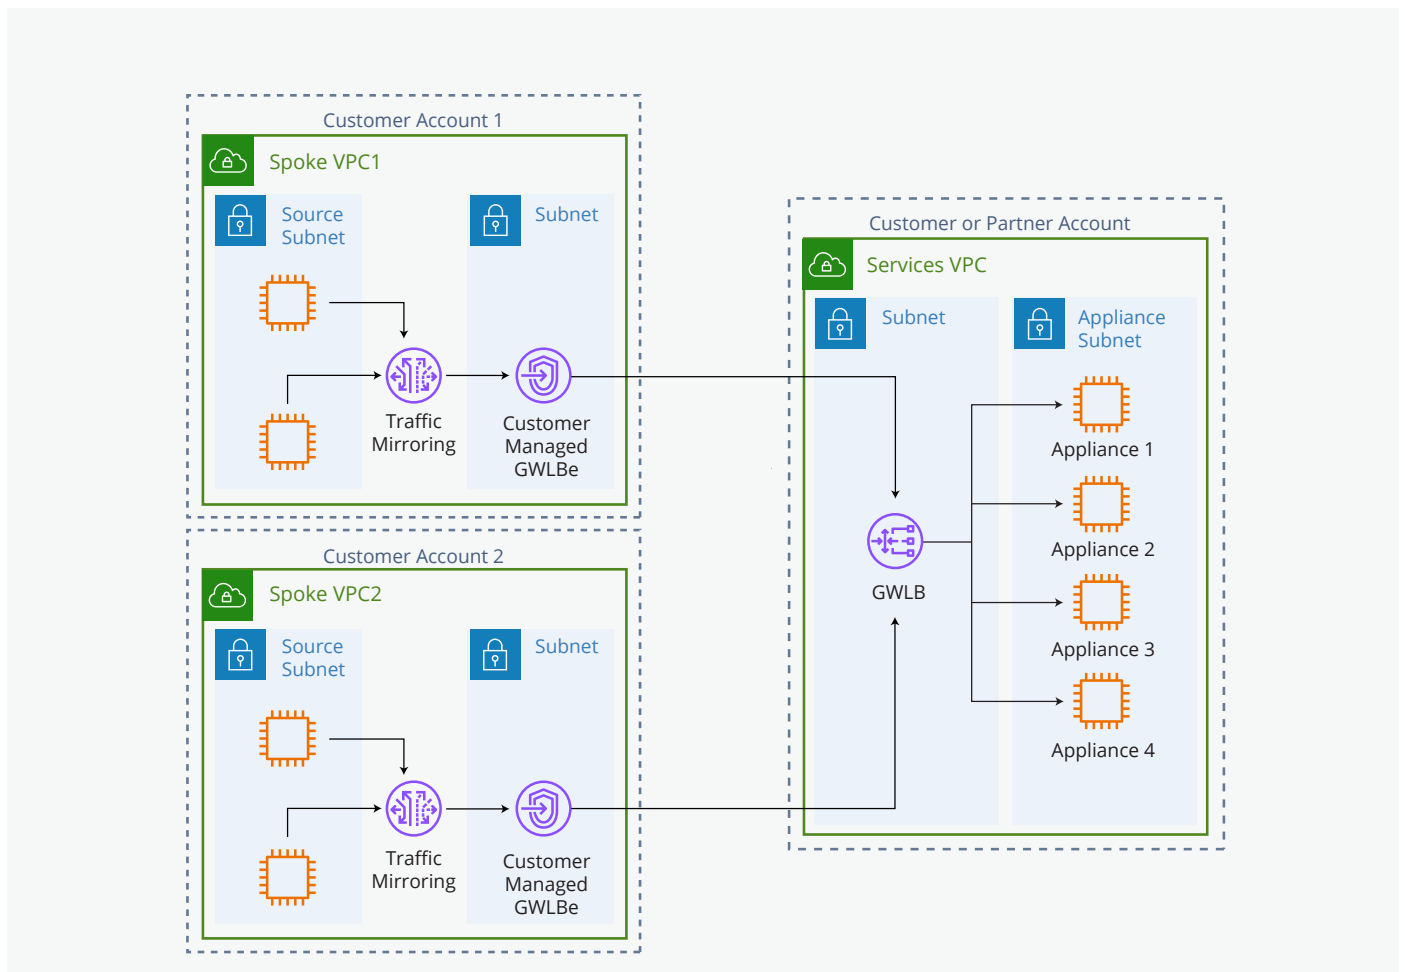 Customer Account 1
Spoke VPC1
Source
Subnet
Subnet
Traffic
Mirroring
Customer
Managed
GWLBe
Customer Account 2
Spoke VPC2
Source
Subnet
Subnet
Traffic
Mirroring
Customer
Managed
GWLBe
Customer or Partner Account
Services VPC
Subnet
Appliance
Subnet
GWLB
Appliance 1
Appliance 2
Appliance 3
Appliance 4